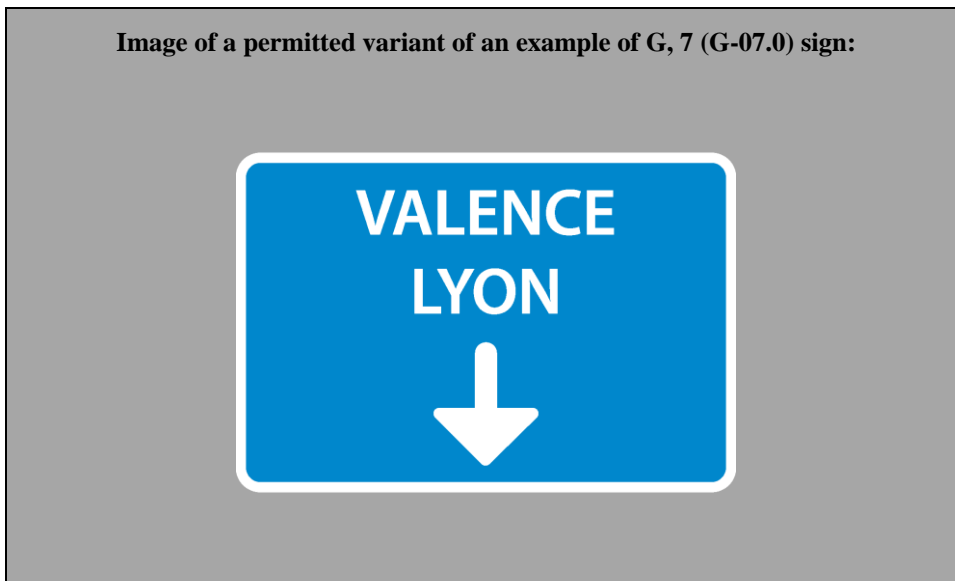 Image of a permitted variant of an example of G, 7 (G-07.0) sign:
VALENCE
LYON